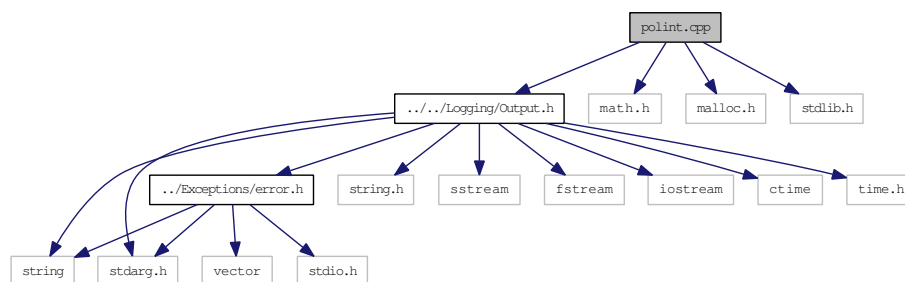 polint.cpp
../../Logging/Output.h
math.h
malloc.h
stdlib.h
../Exceptions/error.h
string.h
sstream
fstream
iostream
ctime
time.h
string
stdarg.h
vector
stdio.h